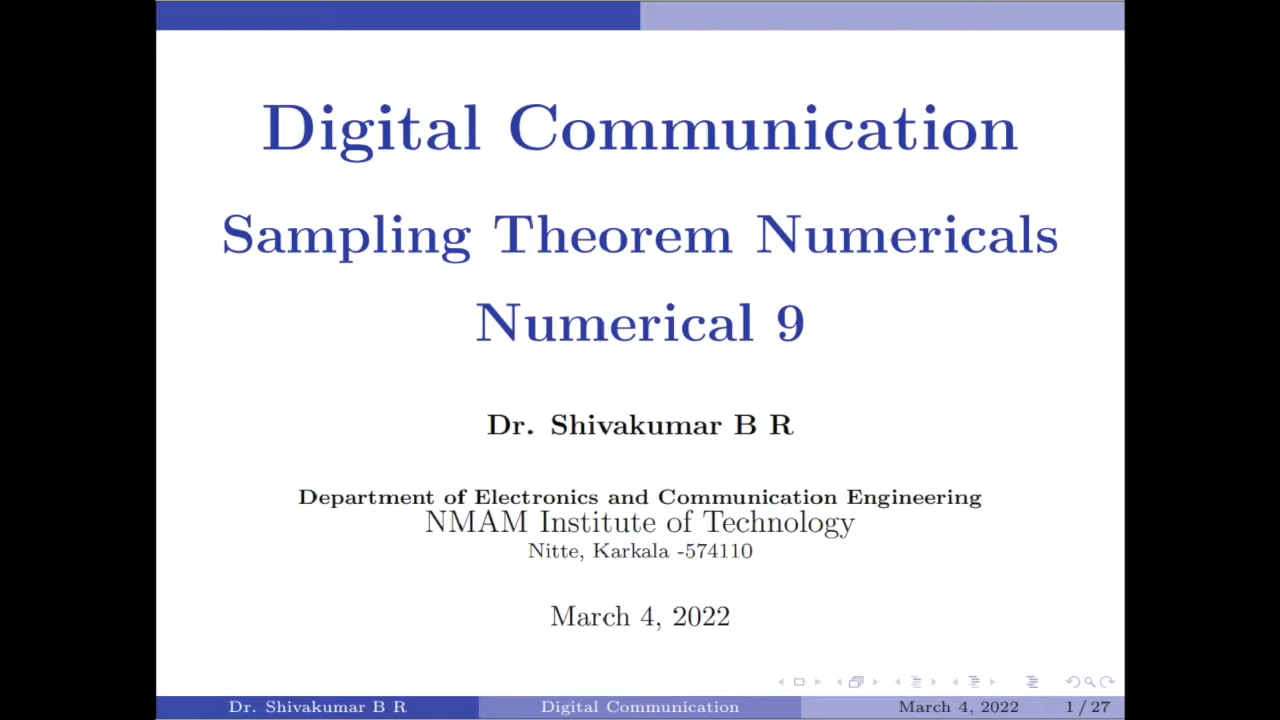 Digital Communication
Sampling Theorem Numericals
Numerical 9
Dr. Shivakumar B R
Department of Electronics and Communication Engineering
NMAM Institute of Technology
Nitte, Karkala -574110
March 4, 2022
Dr. Shivakumar B R Digital Communication March 4, 2022 1 / 27